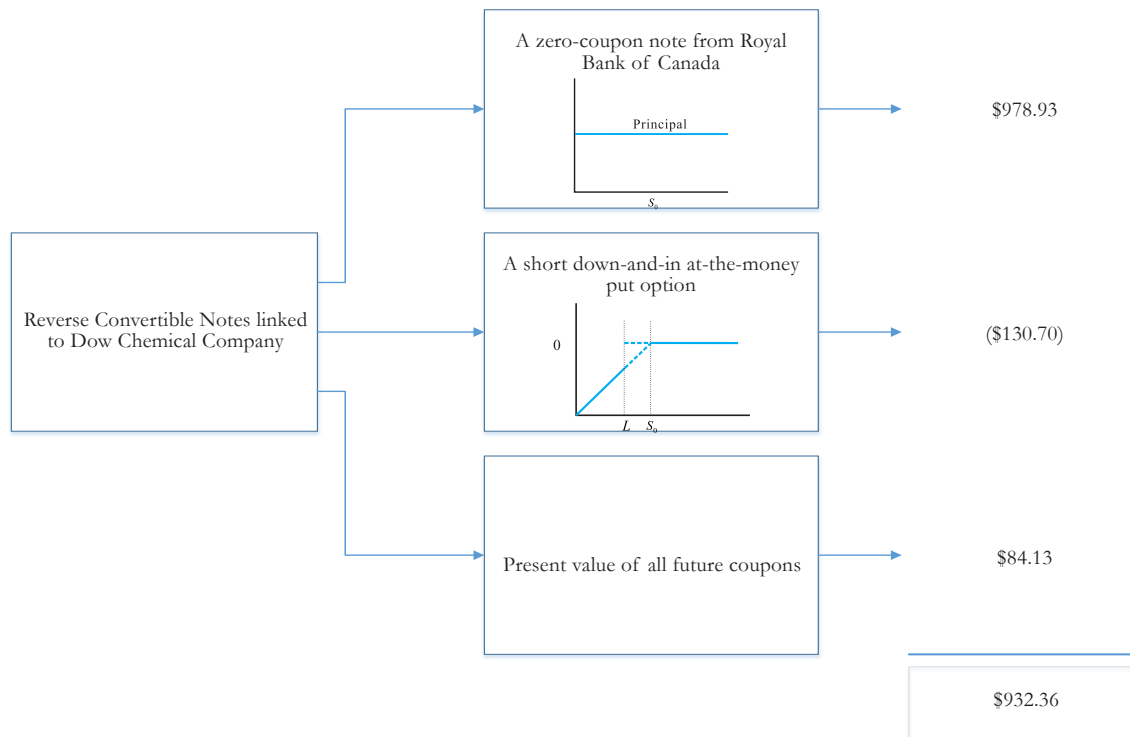 A zero-coupon note from Royal
Bank of Canada
Principal
S₀
$978.93
Reverse Convertible Notes linked
to Dow Chemical Company
A short down-and-in at-the-money
put option
0
L S₀
($130.70)
Present value of all future coupons
$84.13
$932.36